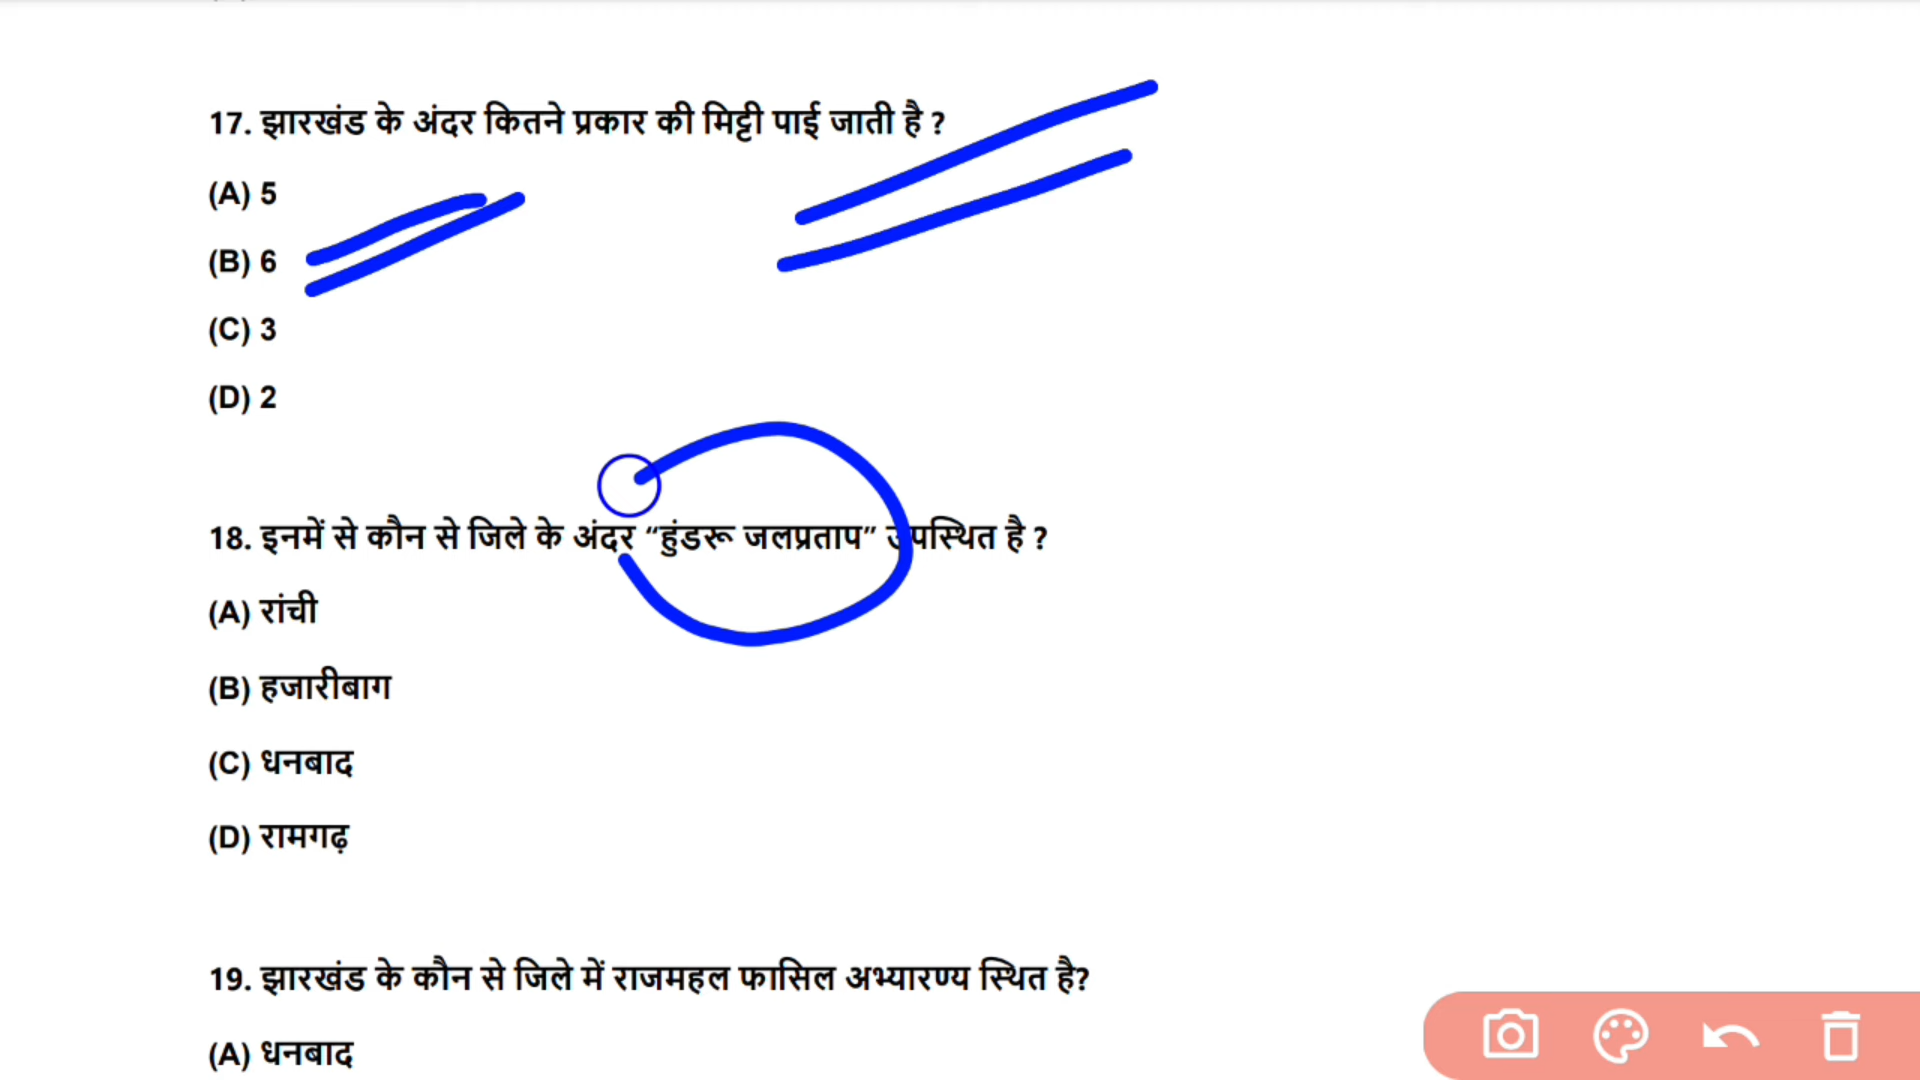 17. झारखंड के अंदर कितने प्रकार की मिट्टी पाई जाती है ?
(A) 5
(B) 6
(C) 3
(D) 2
18. इनमें से कौन से जिले के अंदर “हुंडरू जलप्रताप” उपस्थित है ?
(A) रांची
(B) हजारीबाग
(C) धनबाद
(D) रामगढ़
19. झारखंड के कौन से जिले में राजमहल फासिल अभ्यारण्य स्थित है?
(A) धनबाद